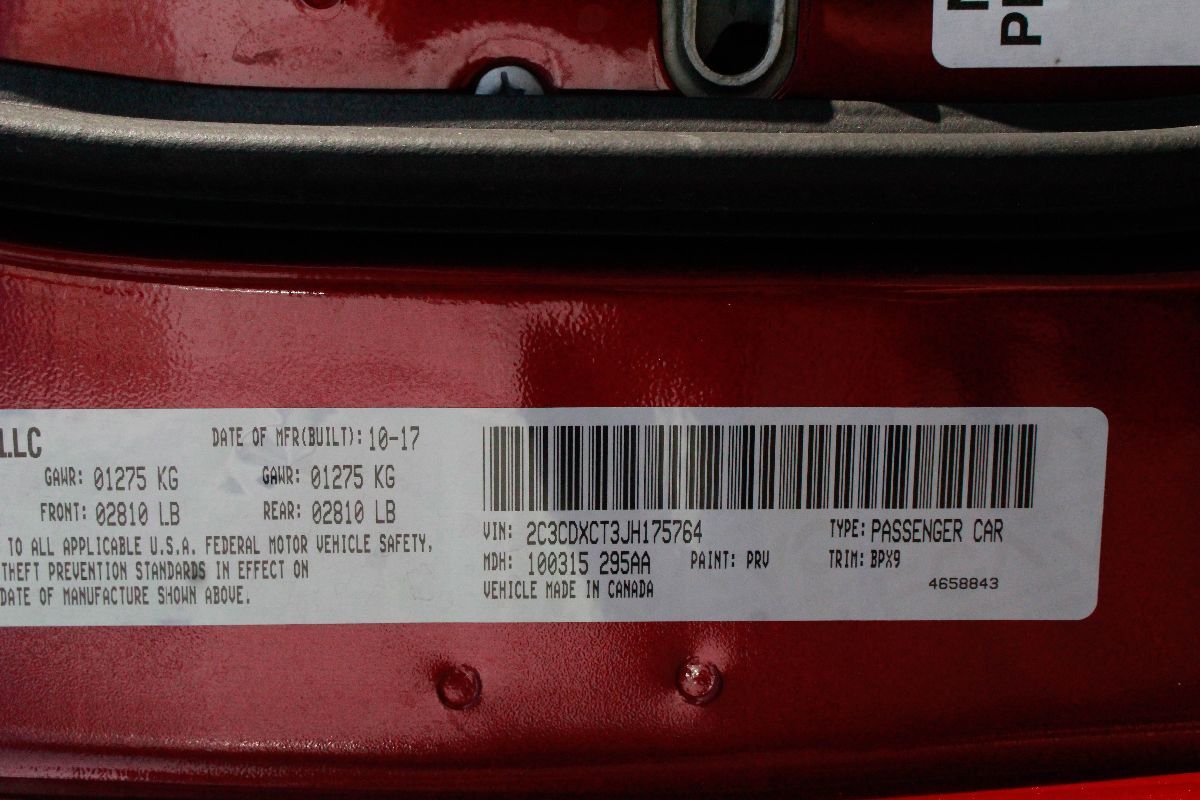 LLC
DATE OF MFR(BUILT): 10-17
GAWR: 01275 KG GAWR: 01275 KG
FRONT: 02810 LB REAR: 02810 LB
TO ALL APPLICABLE U.S.A. FEDERAL MOTOR VEHICLE SAFETY,
THEFT PREVENTION STANDARDS IN EFFECT ON
DATE OF MANUFACTURE SHOWN ABOVE.
VIN: 2C3CDXCT3JH175764 TYPE: PASSENGER CAR
MDH: 100315 295AA PAINT: PRV TRIM: BPX9
VEHICLE MADE IN CANADA
4658843